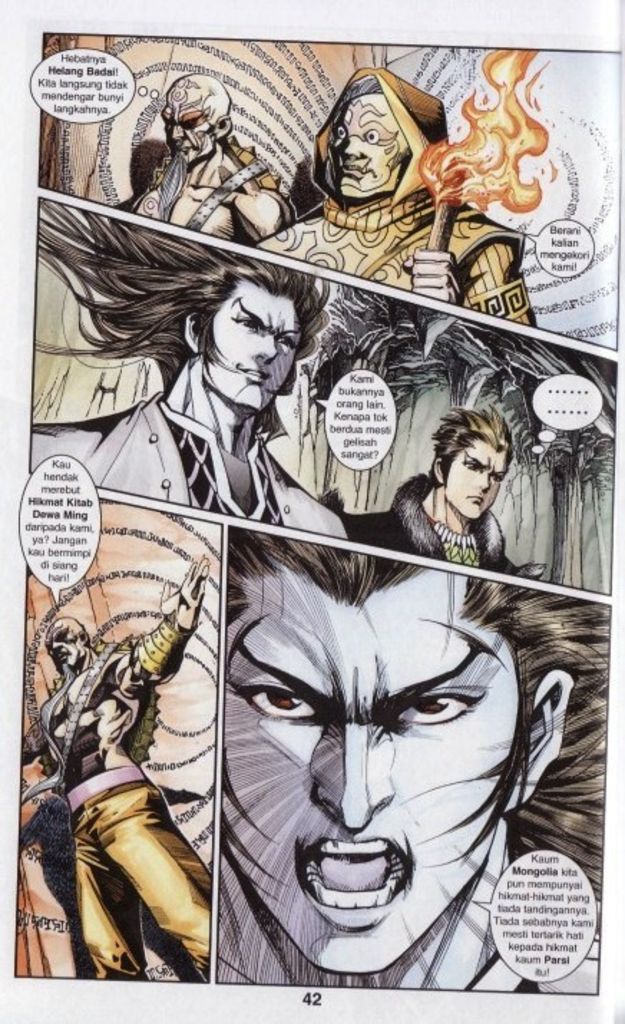 Hebatnya
Helang Badai!
Kita langsung tidak
mendengar bunyi
langkahnya.
Berani
kalian
mengekori
kami!
Kami
bukannya
orang lain.
Kenapa tok
berdua mesti
gelisah
sangat?
......
......
Kau
hendak
merebut
Hikmat Kitab
Dewa Ming
daripada kami,
ya? Jangan
kau bermimpi
di siang
hari!
Kaum
Mongolia kita
pun mempunyai
hikmat-hikmat yang
tiada tandingannya.
Tiada sebabnya kami
mesti tertarik hati
kepada hikmat
kaum Parsi
itu!
42